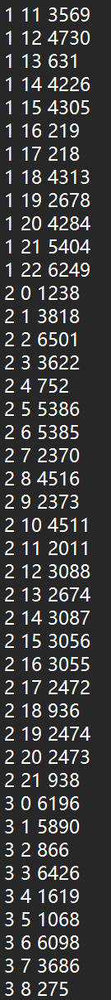 1 11 3569
1 12 4730
1 13 631
1 14 4226
1 15 4305
1 16 219
1 17 218
1 18 4313
1 19 2678
1 20 4284
1 21 5404
1 22 6249
2 0 1238
2 1 3818
2 2 6501
2 3 3622
2 4 752
2 5 5386
2 6 5385
2 7 2370
2 8 4516
2 9 2373
2 10 4511
2 11 2011
2 12 3088
2 13 2674
2 14 3087
2 15 3056
2 16 3055
2 17 2472
2 18 936
2 19 2474
2 20 2473
2 21 938
3 0 6196
3 1 5890
3 2 866
3 3 6426
3 4 1619
3 5 1068
3 6 6098
3 7 3686
3 8 275